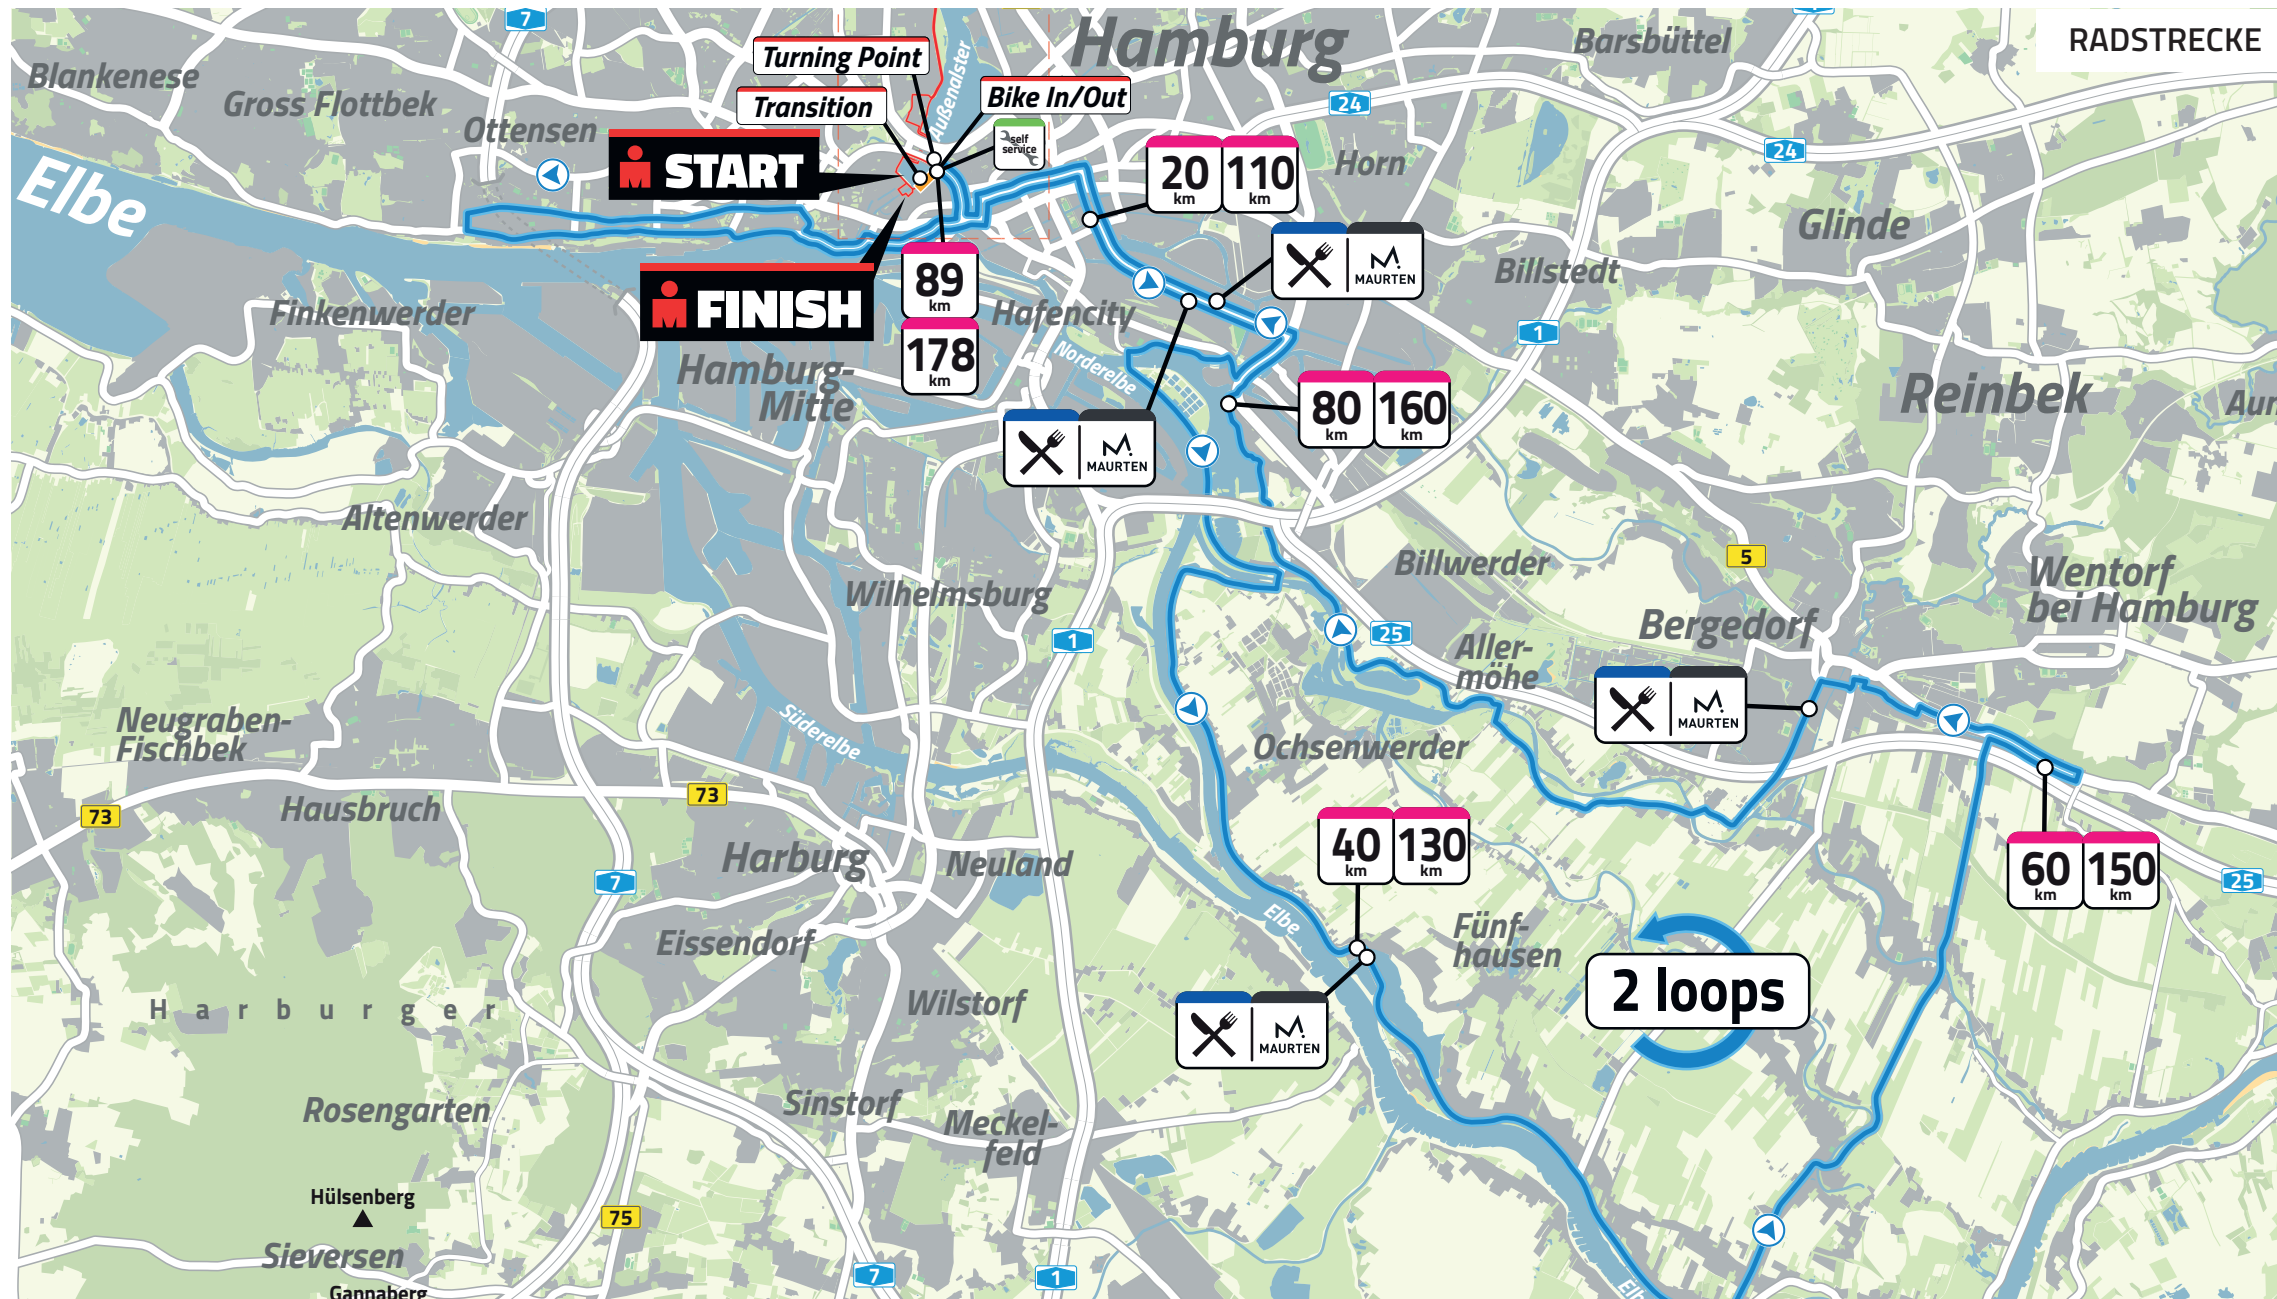 7
Hamburg
Barsbüttel
RADSTRECKE
Blankenese
Gross Flottbek
Ottensen
Turning Point
Transition
Außenalster
Bike In/Out
self
service
24
24
Horn
START
20
km
110
km
Elbe
Glinde
FINISH
89
km
178
km
Finkenwerder
Hafencity
MAURTEN
Billstedt
1
Hamburg-
Mitte
Norderelbe
80
km
160
km
Reinbek
MAURTEN
Altenwerder
Wilhelmsburg
1
Billwerder
5
Wentorf
bei Hamburg
25
Aller-
möhe
Bergedorf
MAURTEN
Neugraben-
Fischbek
Süderelbe
Ochsenwerder
73
73
Hausbruch
Harburg
Neuland
7
40
km
130
km
60
km
150
km
25
Eissendorf
Elbe
Fünf-
hausen
2 loops
Harburger
Wilstorf
MAURTEN
Rosengarten
Sinstorf
Meckel-
feld
Hülsenberg
75
Sieversen
7
1
Gannaberg